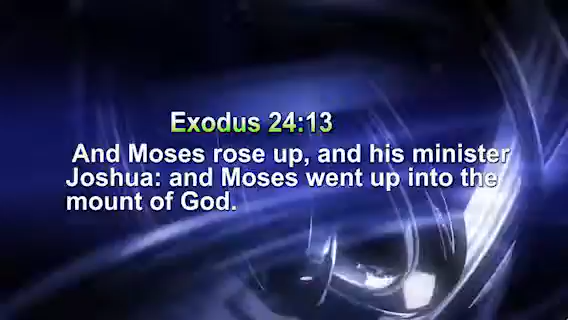 Exodus 24:13
And Moses rose up, and his minister
Joshua: and Moses went up into the
mount of God.